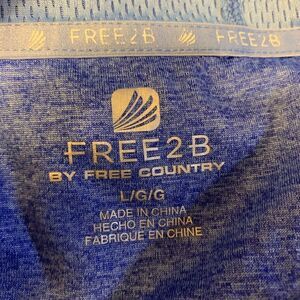 FREE2B FREE2B
FREE2B
BY FREE COUNTRY
L/G/G
MADE IN CHINA
HECHO EN CHINA
FABRIQUE EN CHINE